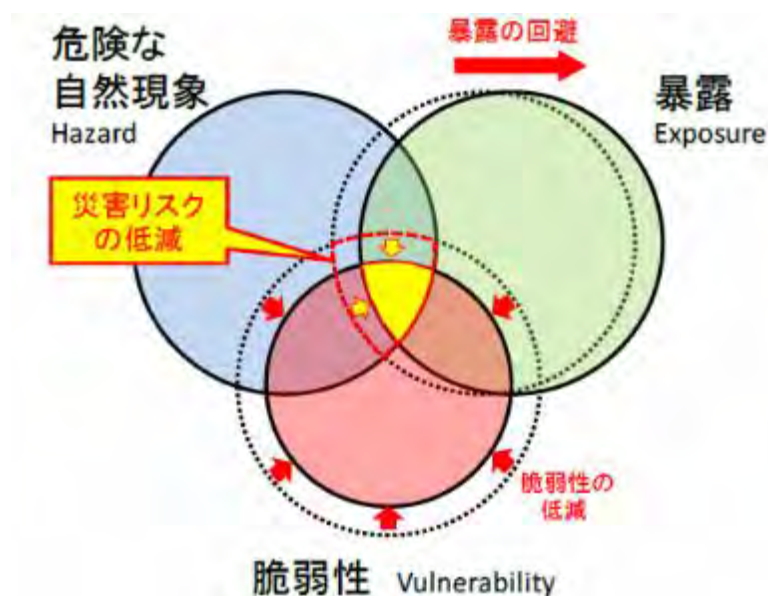 危険な
自然現象
Hazard
暴露の回避
暴露
Exposure
災害リスク
の低減
脆弱性の
低減
脆弱性 Vulnerability